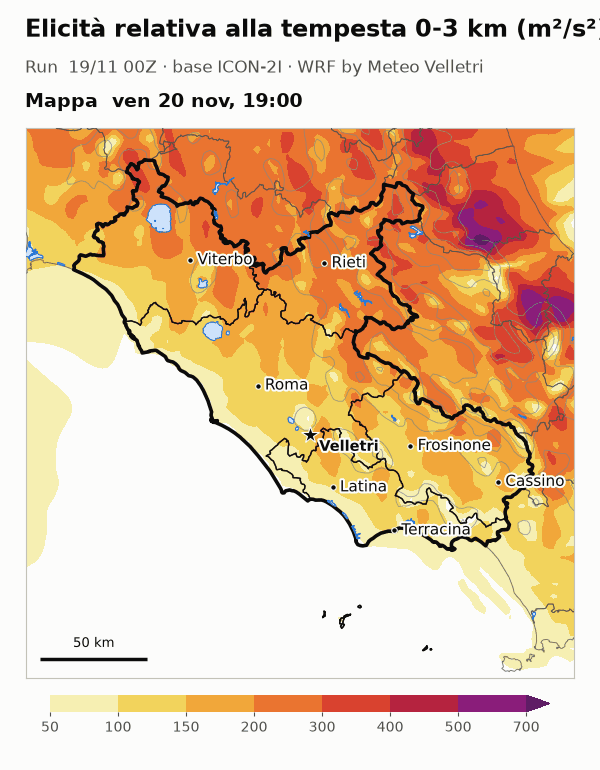 Elicità relativa alla tempesta 0-3 km (m²/s²)
Run 19/11 00Z · base ICON-2I · WRF by Meteo Velletri
Mappa ven 20 nov, 19:00
Viterbo
Rieti
Roma
Velletri
Frosinone
Cassino
Latina
Terracina
50 km
50 100 150 200 300 400 500 700